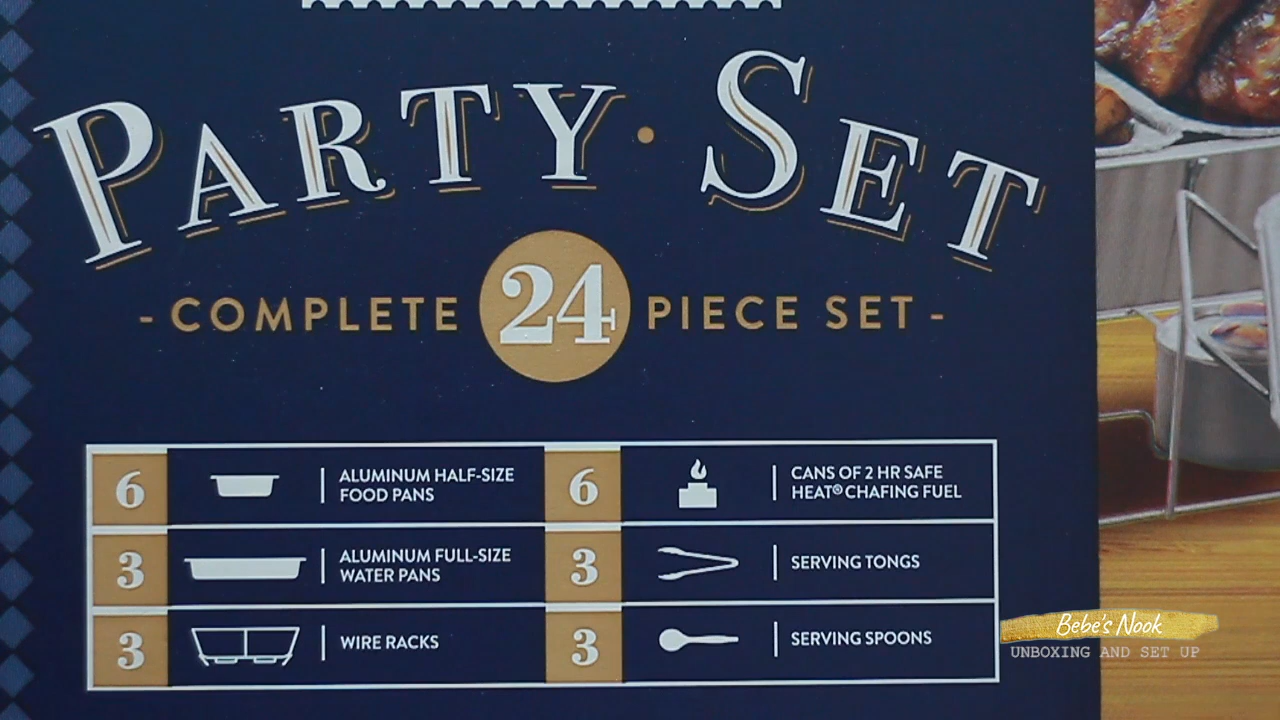 PARTY · SET
- COMPLETE 24 PIECE SET -
6 ALUMINUM HALF-SIZE
FOOD PANS
6 CANS OF 2 HR SAFE
HEAT® CHAFING FUEL
3 ALUMINUM FULL-SIZE
WATER PANS
3 SERVING TONGS
3 WIRE RACKS
3 SERVING SPOONS
Bebe's Nook
UNBOXING AND SET UP